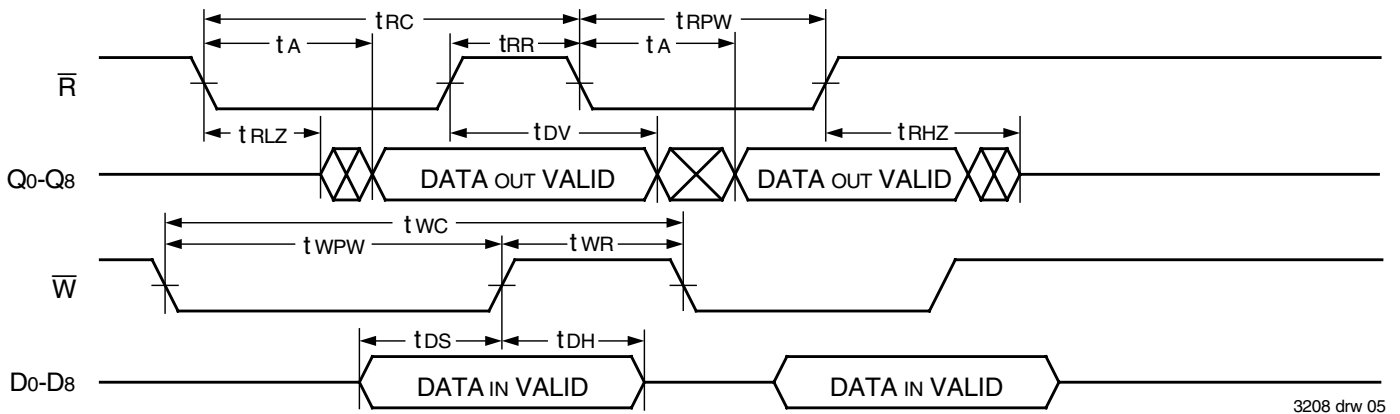 tRC tRPW
tA tRR tA
R̅
tRLZ tDV tRHZ
Q0-Q8 DATA OUT VALID DATA OUT VALID
tWC
tWPW tWR
W̅
tDS tDH
D0-D8 DATA IN VALID DATA IN VALID
3208 drw 05